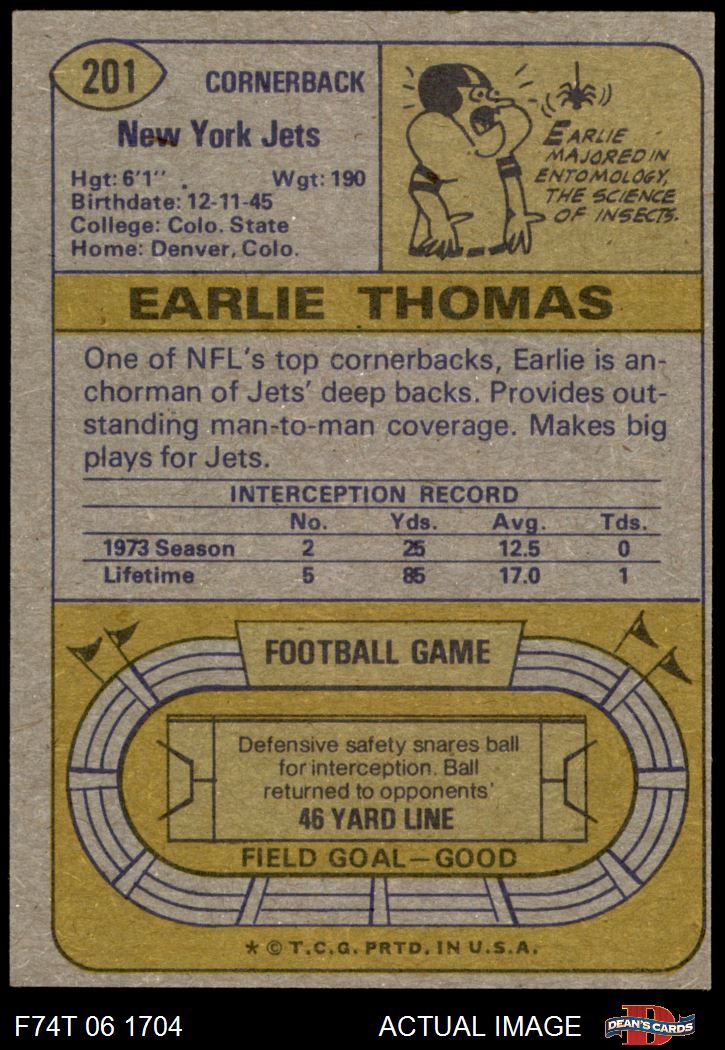 201
CORNERBACK
New York Jets
Hgt: 6'1" Wgt: 190
Birthdate: 12-11-45
College: Colo. State
Home: Denver, Colo.
EARLIE
MAJORED IN
ENTOMOLOGY,
THE SCIENCE
OF INSECTS.
EARLIE THOMAS
One of NFL's top cornerbacks, Earlie is an-
chorman of Jets' deep backs. Provides out-
standing man-to-man coverage. Makes big
plays for Jets.
INTERCEPTION RECORD
No. Yds. Avg. Tds.
1973 Season 2 25 12.5 0
Lifetime 5 85 17.0 1
FOOTBALL GAME
Defensive safety snares ball
for interception. Ball
returned to opponents'
46 YARD LINE
FIELD GOAL—GOOD
* © T.C.G. PRTD. IN U.S.A.
F74T 06 1704 ACTUAL IMAGE
DEAN'S CARDS